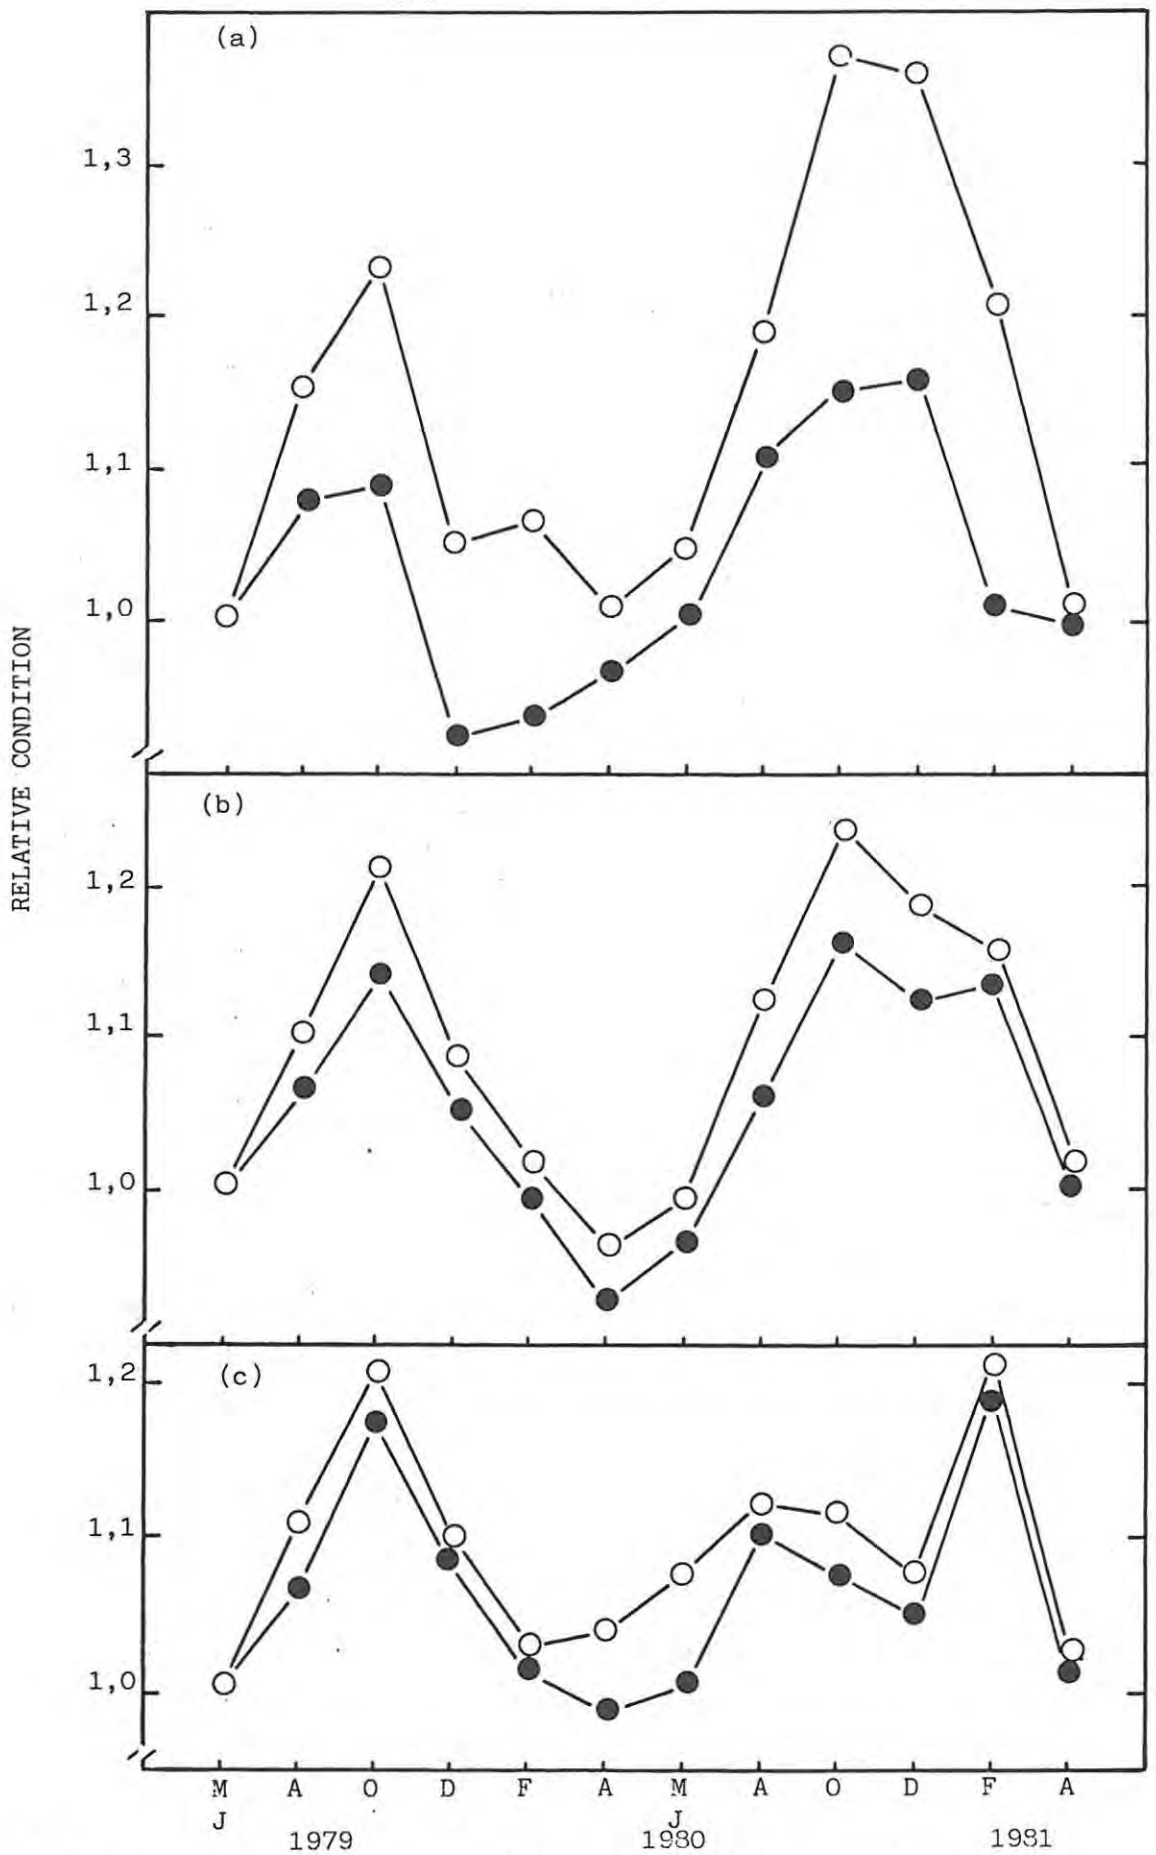 (a)
1,3
1,2
1,1
1,0
RELATIVE CONDITION
(b)
1,2
1,1
1,0
(c)
1,2
1,1
1,0
M A O D F A M A O D F A
J J
1979 1980 1981